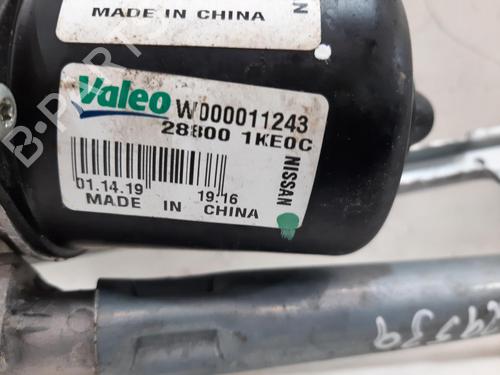 MADE IN CHINA
N
Valeo W000011243
28800 1KE0C
NISSAN
01.14.19 19:16
MADE IN CHINA